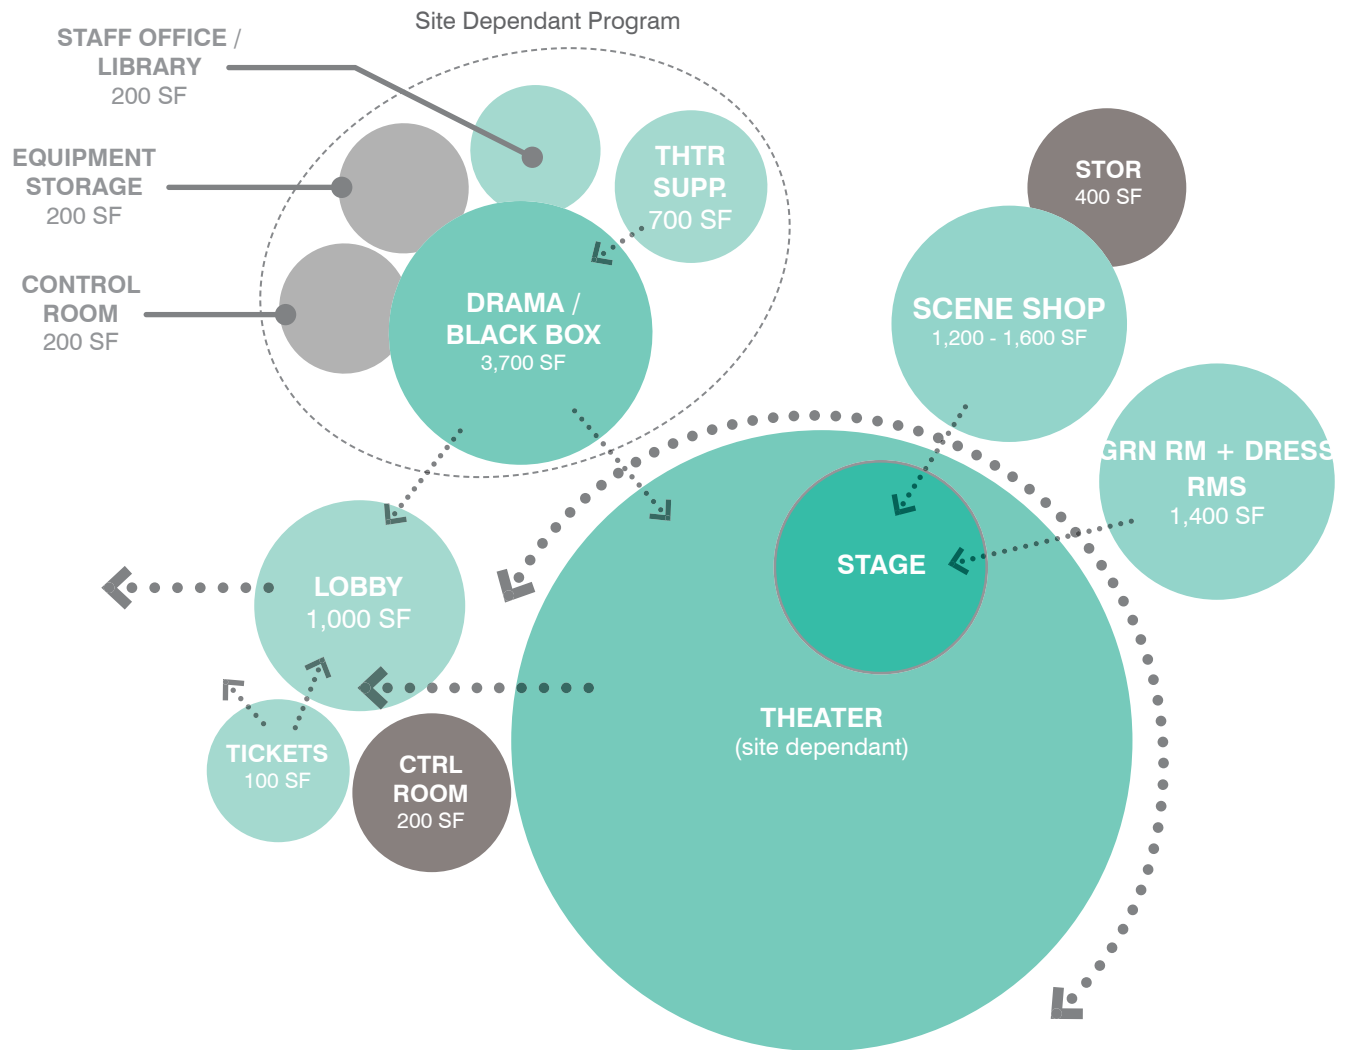 Site Dependant Program
STAFF OFFICE /
LIBRARY
200 SF
EQUIPMENT
STORAGE
200 SF
CONTROL
ROOM
200 SF
THTR
SUPP.
700 SF
DRAMA /
BLACK BOX
3,700 SF
STOR
400 SF
SCENE SHOP
1,200 - 1,600 SF
GRN RM + DRESS
RMS
1,400 SF
STAGE
LOBBY
1,000 SF
THEATER
(site dependant)
TICKETS
100 SF
CTRL
ROOM
200 SF